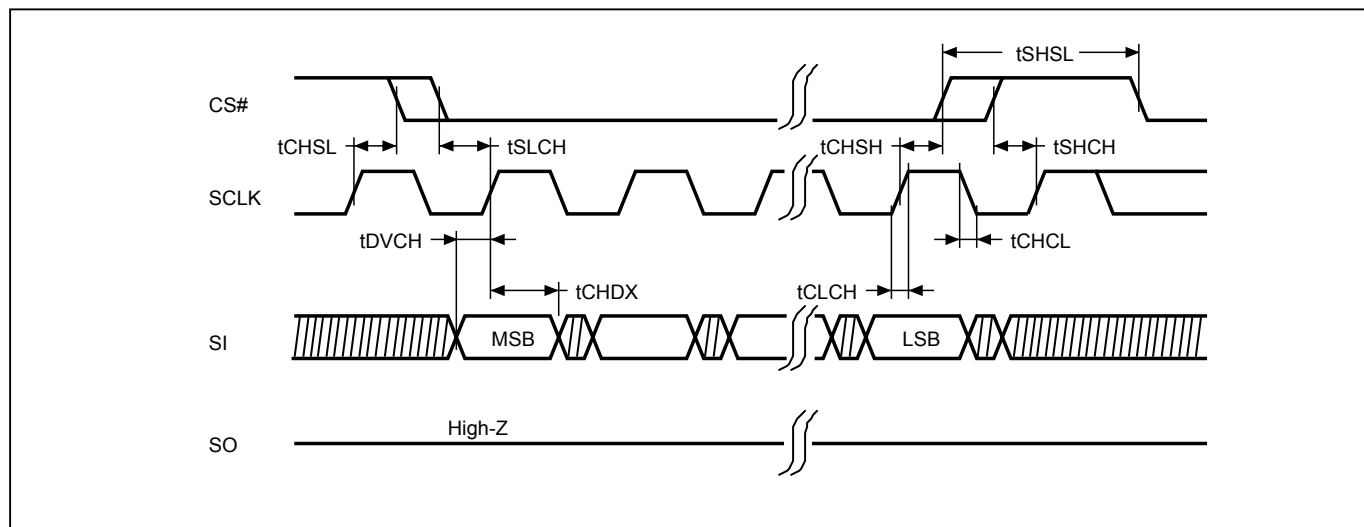 tSHSL
CS#
tCHSL tSLCH tCHSH tSHCH
SCLK
tDVCH tCHCL
tCHDX tCLCH
SI MSB LSB
High-Z
SO